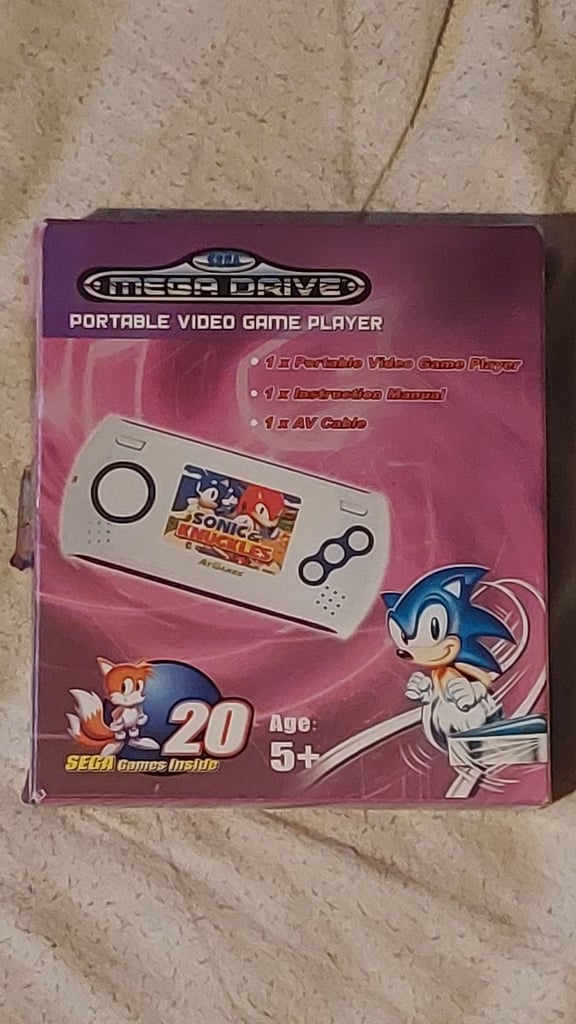 SEGA
MEGA DRIVE
PORTABLE VIDEO GAME PLAYER
• 1 x Portable Video Game Player
• 1 x Instruction Manual
• 1 x AV Cable
SONIC &
KNUCKLES
ATGAMES
20
SEGA Games Inside
Age:
5+